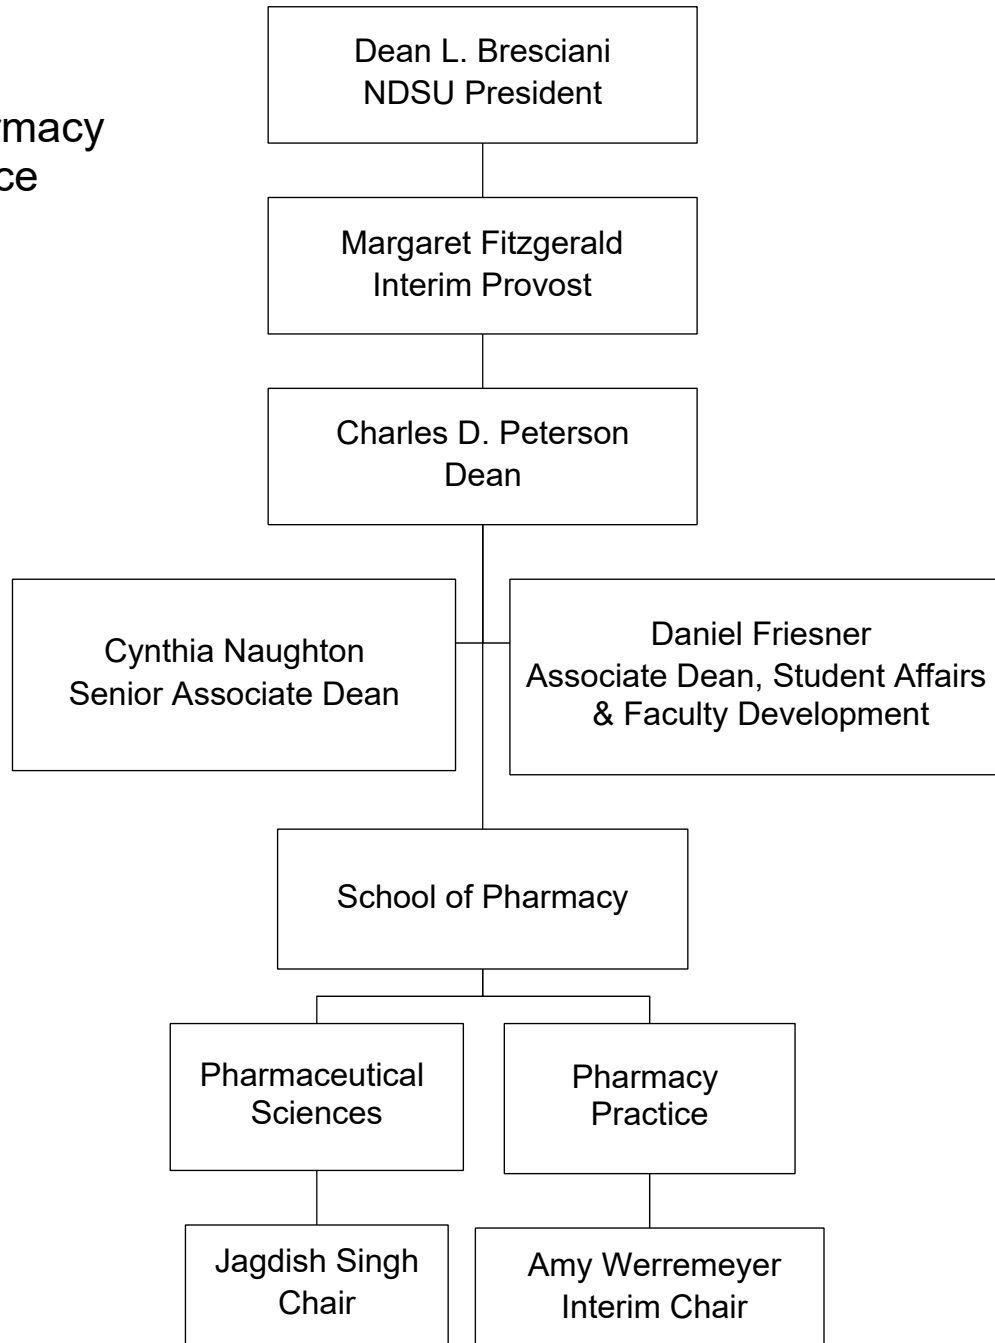 Dean L. Bresciani
NDSU President
Margaret Fitzgerald
Interim Provost
Charles D. Peterson
Dean
Cynthia Naughton
Senior Associate Dean
Daniel Friesner
Associate Dean, Student Affairs
& Faculty Development
School of Pharmacy
Pharmaceutical
Sciences
Pharmacy
Practice
Jagdish Singh
Chair
Amy Werremeyer
Interim Chair